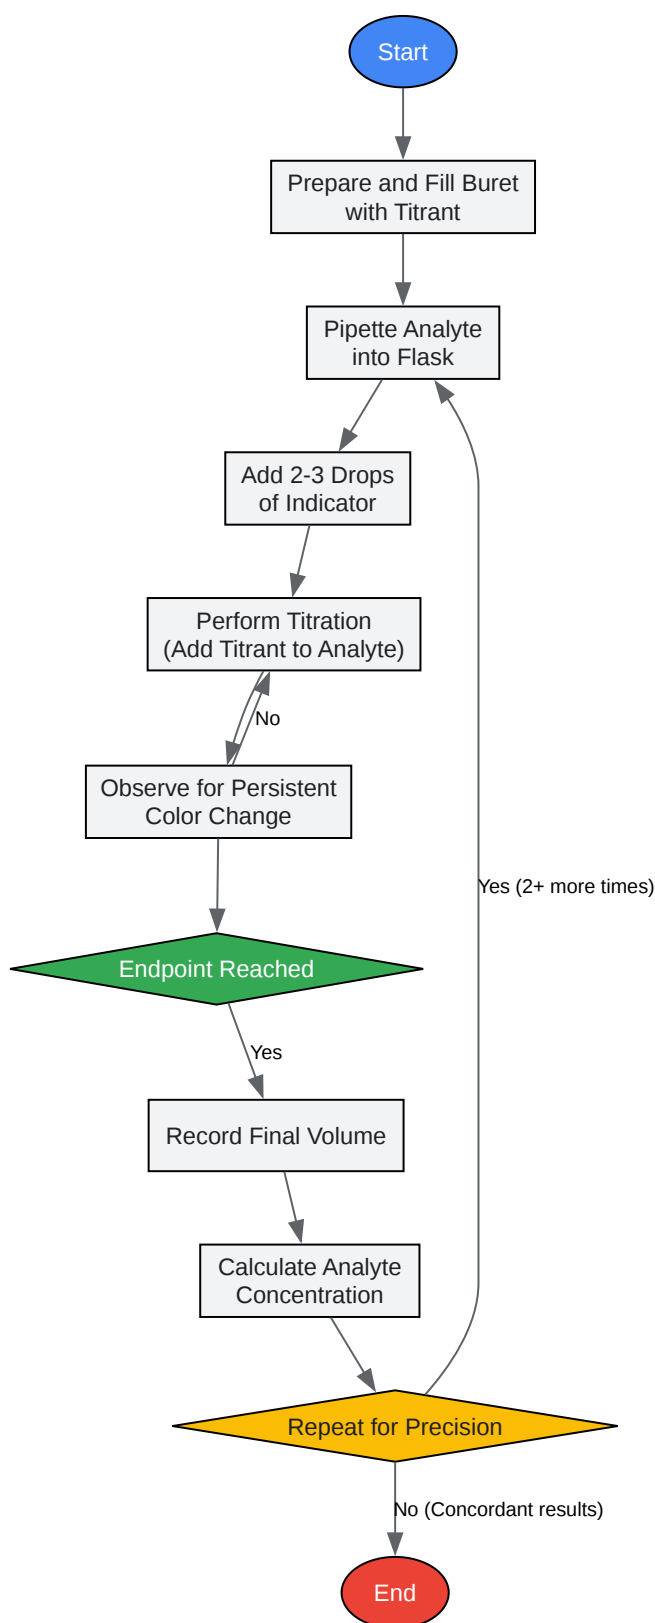 Start
Prepare and Fill Buret
with Titrant
Pipette Analyte
into Flask
Add 2-3 Drops
of Indicator
Perform Titration
(Add Titrant to Analyte)
No
Observe for Persistent
Color Change
Yes (2+ more times)
Endpoint Reached
Yes
Record Final Volume
Calculate Analyte
Concentration
Repeat for Precision
No (Concordant results)
End